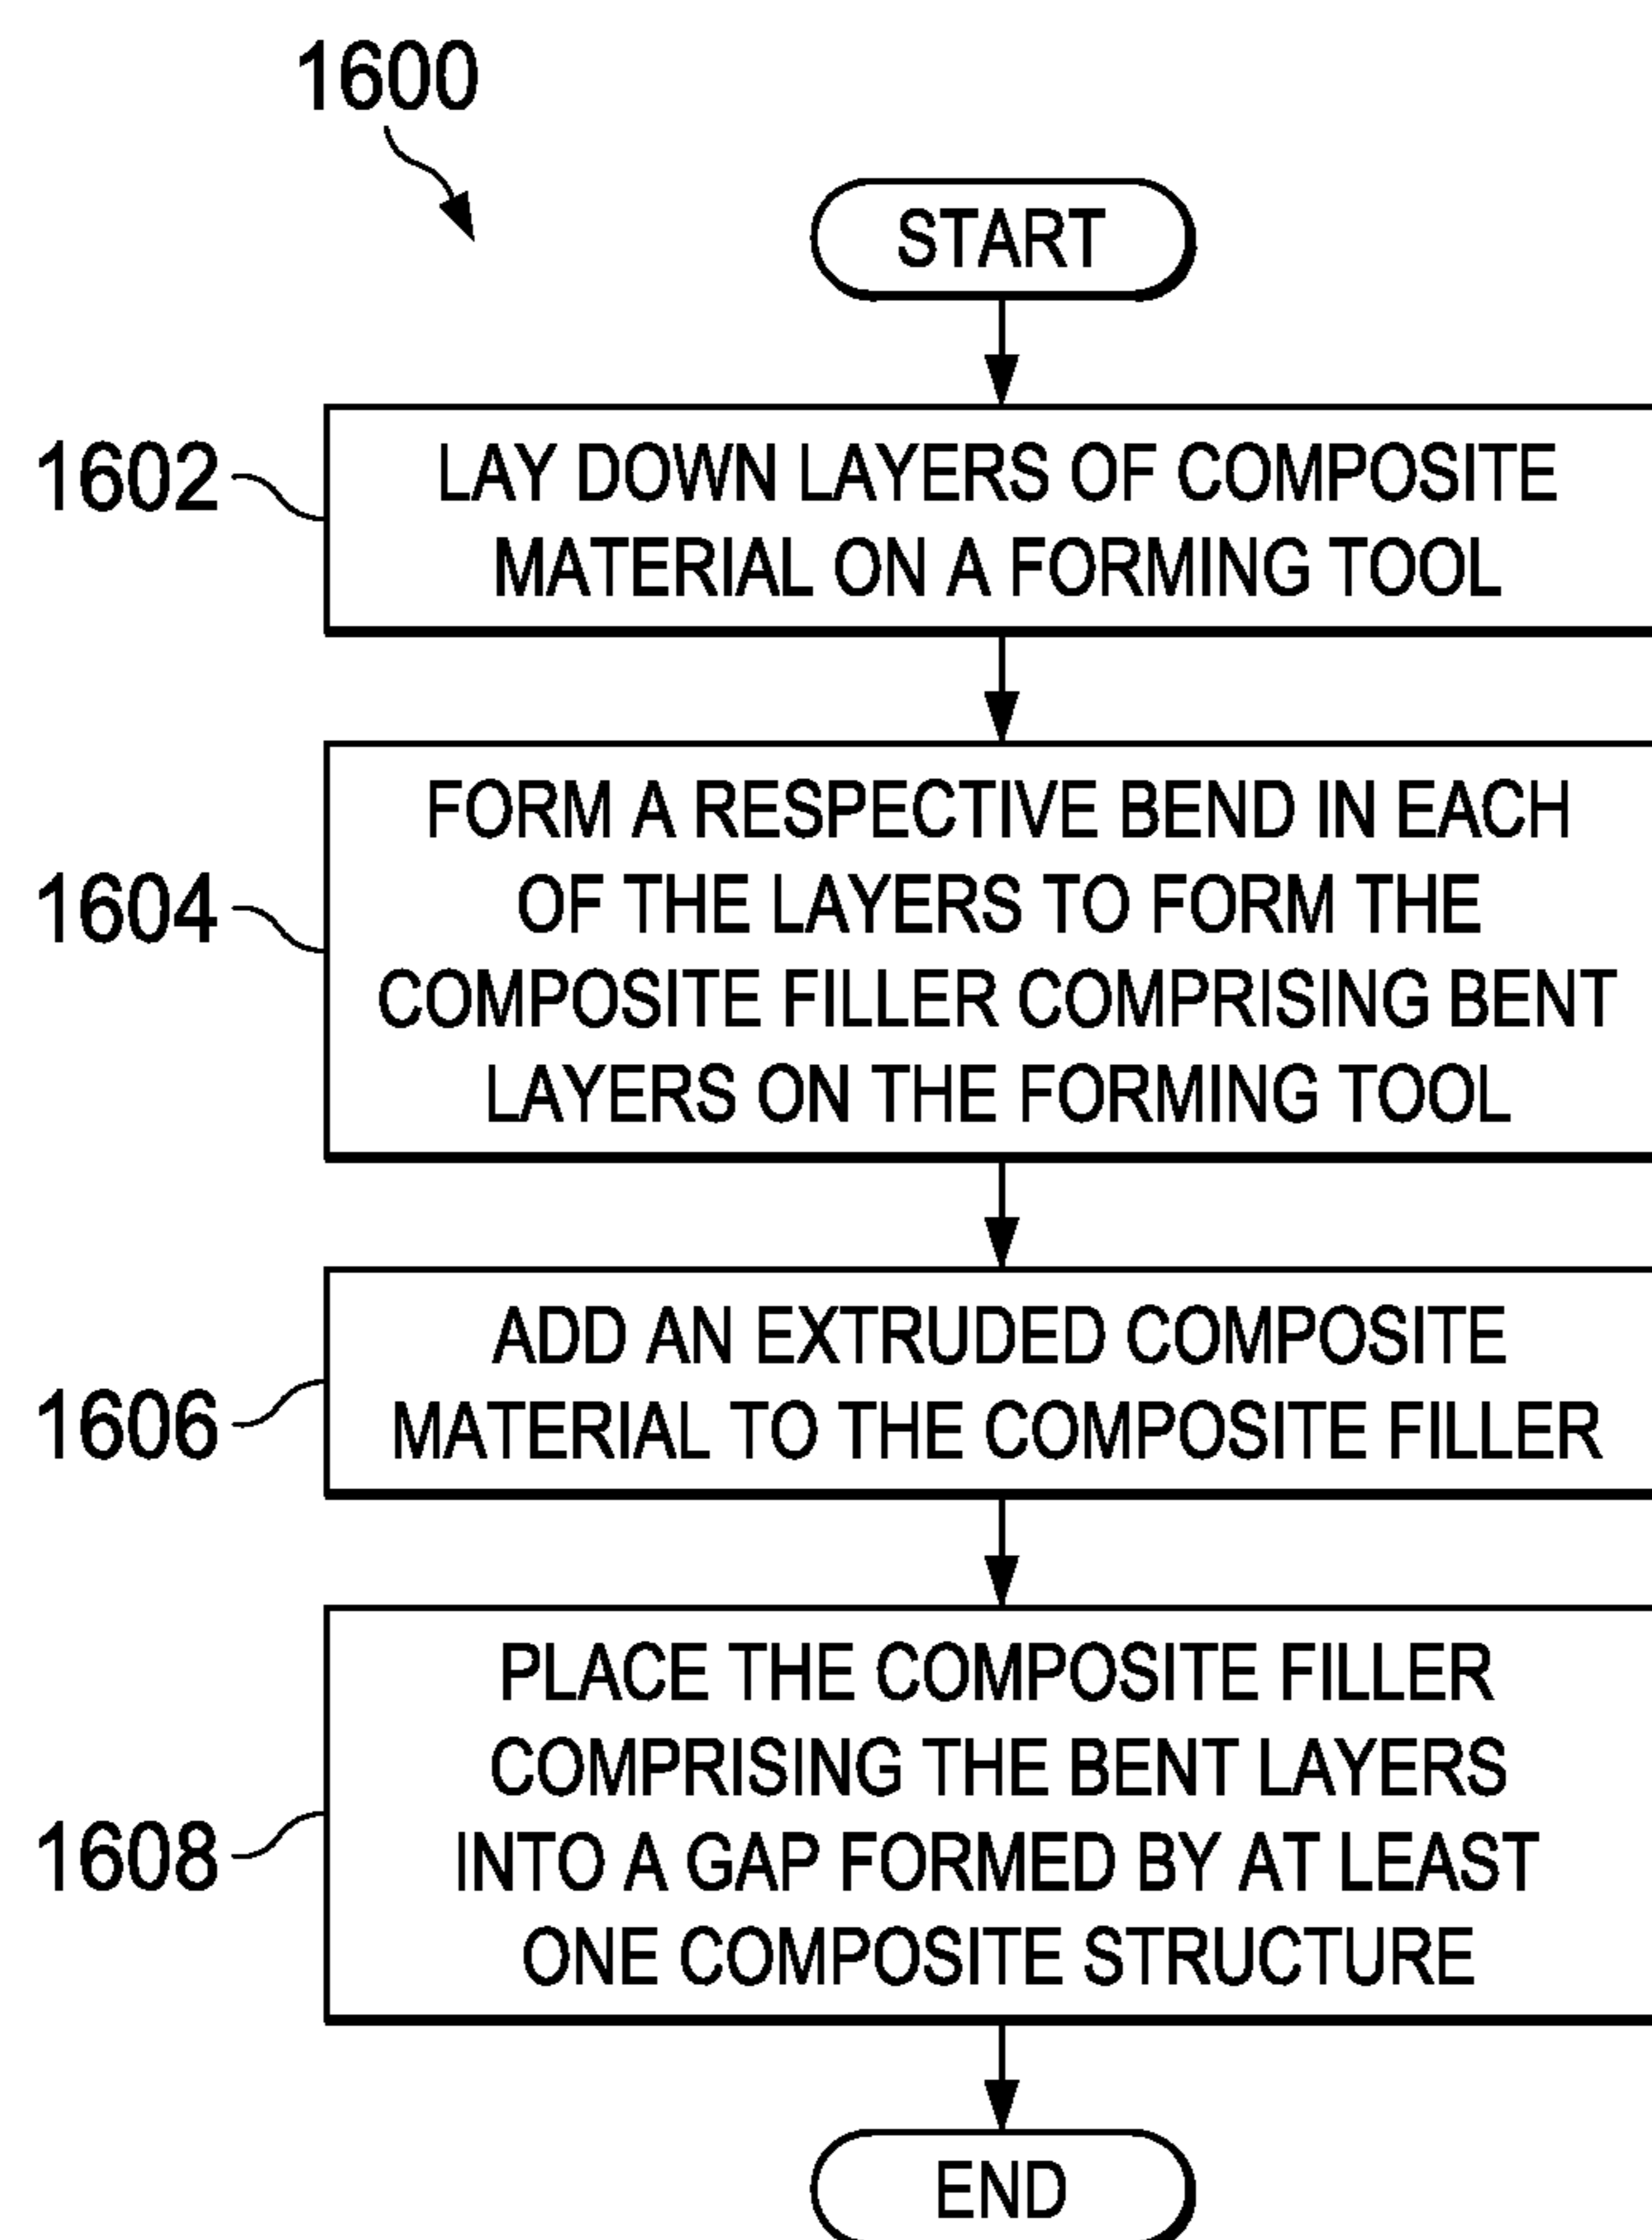 1600
START
1602
LAY DOWN LAYERS OF COMPOSITE
MATERIAL ON A FORMING TOOL
1604
FORM A RESPECTIVE BEND IN EACH
OF THE LAYERS TO FORM THE
COMPOSITE FILLER COMPRISING BENT
LAYERS ON THE FORMING TOOL
1606
ADD AN EXTRUDED COMPOSITE
MATERIAL TO THE COMPOSITE FILLER
1608
PLACE THE COMPOSITE FILLER
COMPRISING THE BENT LAYERS
INTO A GAP FORMED BY AT LEAST
ONE COMPOSITE STRUCTURE
END